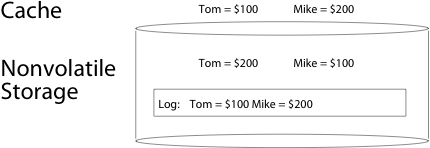 Cache
Tom = $100 Mike = $200
Nonvolatile
Storage
Tom = $200 Mike = $100
Log: Tom = $100 Mike = $200